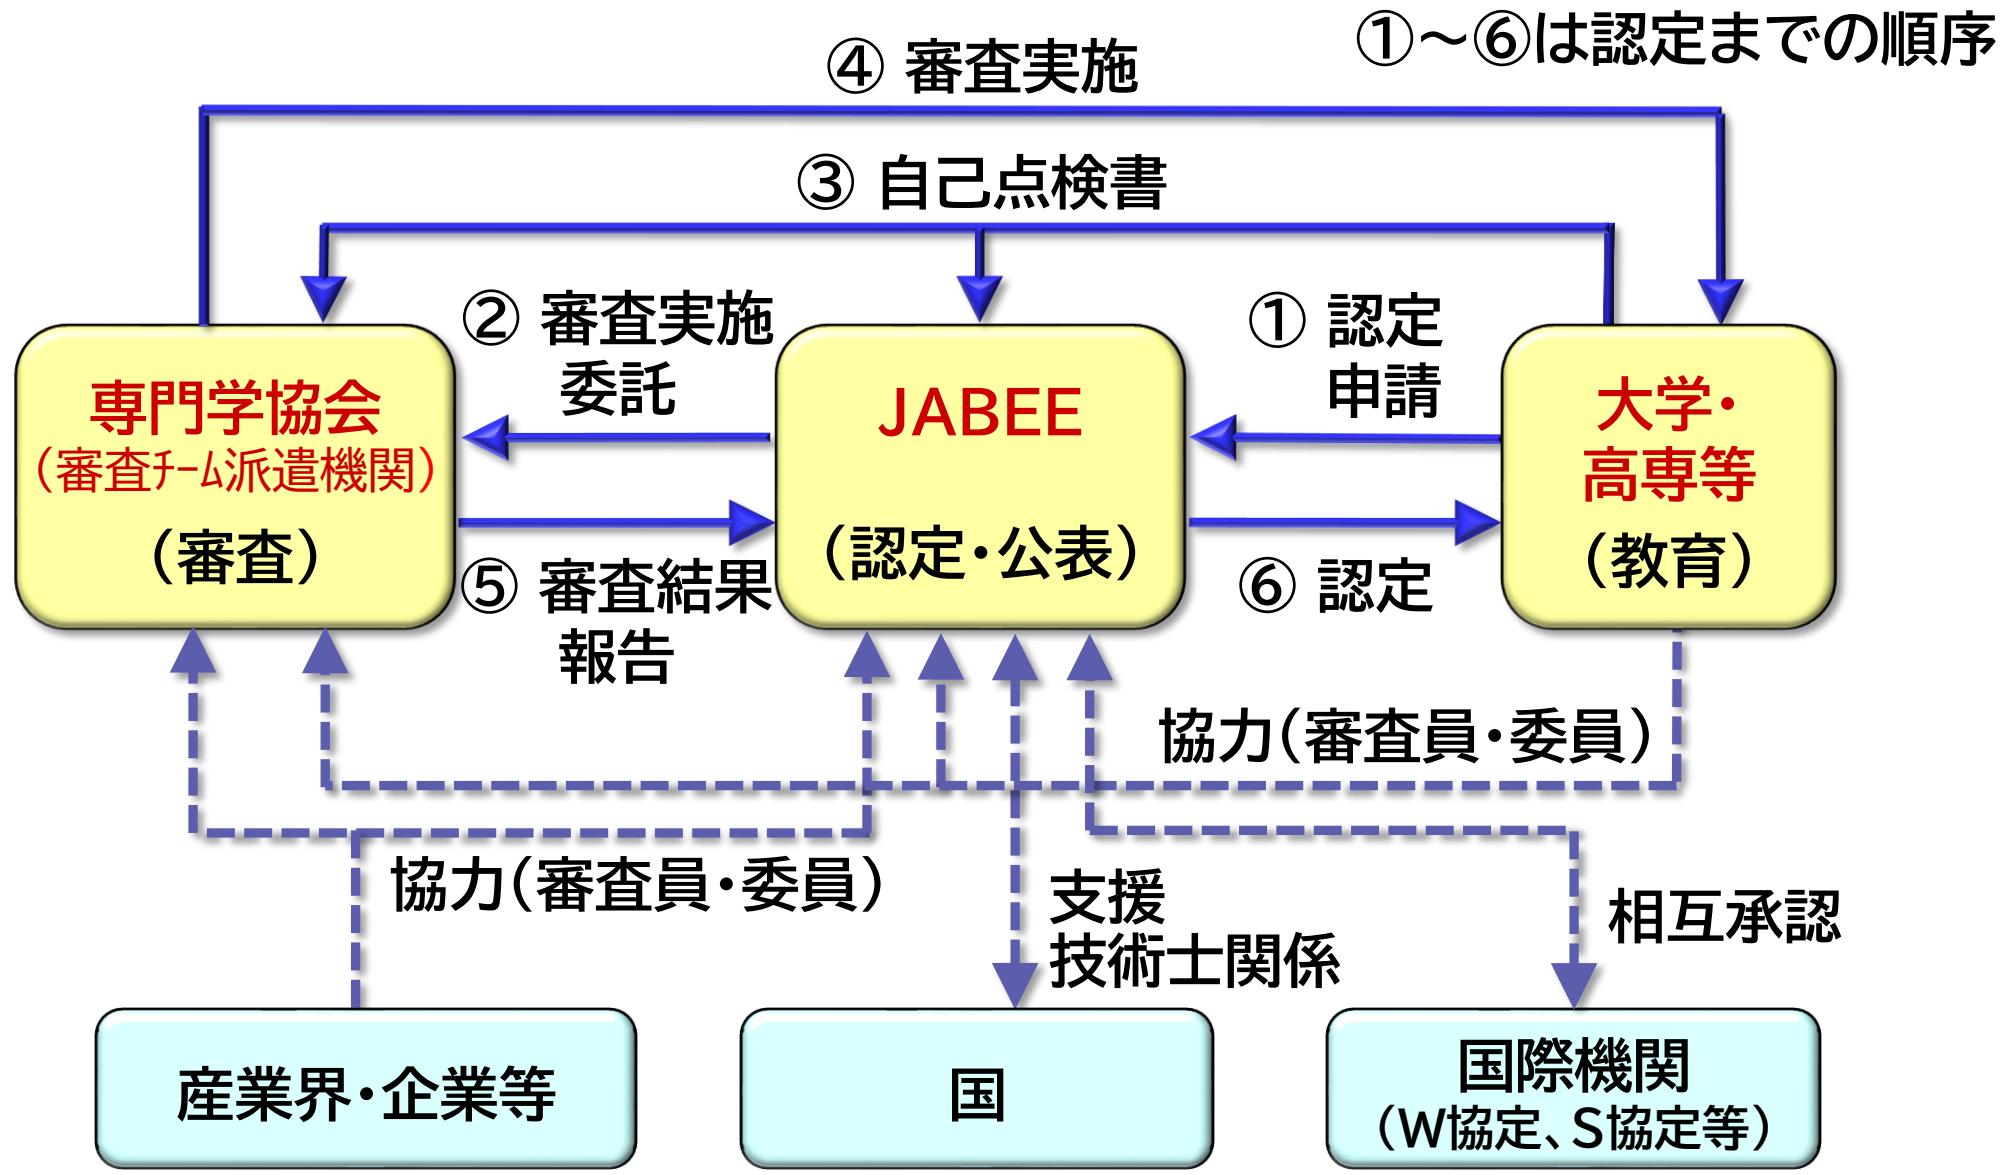 ①～⑥は認定までの順序
④ 審査実施
③ 自己点検書
② 審査実施
委託
① 認定
申請
専門学協会
（審査ﾁｰﾑ派遣機関）
（審査）
JABEE
（認定・公表）
大学・
高専等
（教育）
⑤ 審査結果
報告
⑥ 認定
協力（審査員・委員）
協力（審査員・委員）
支援
技術士関係
相互承認
産業界・企業等
国
国際機関
（W協定、S協定等）